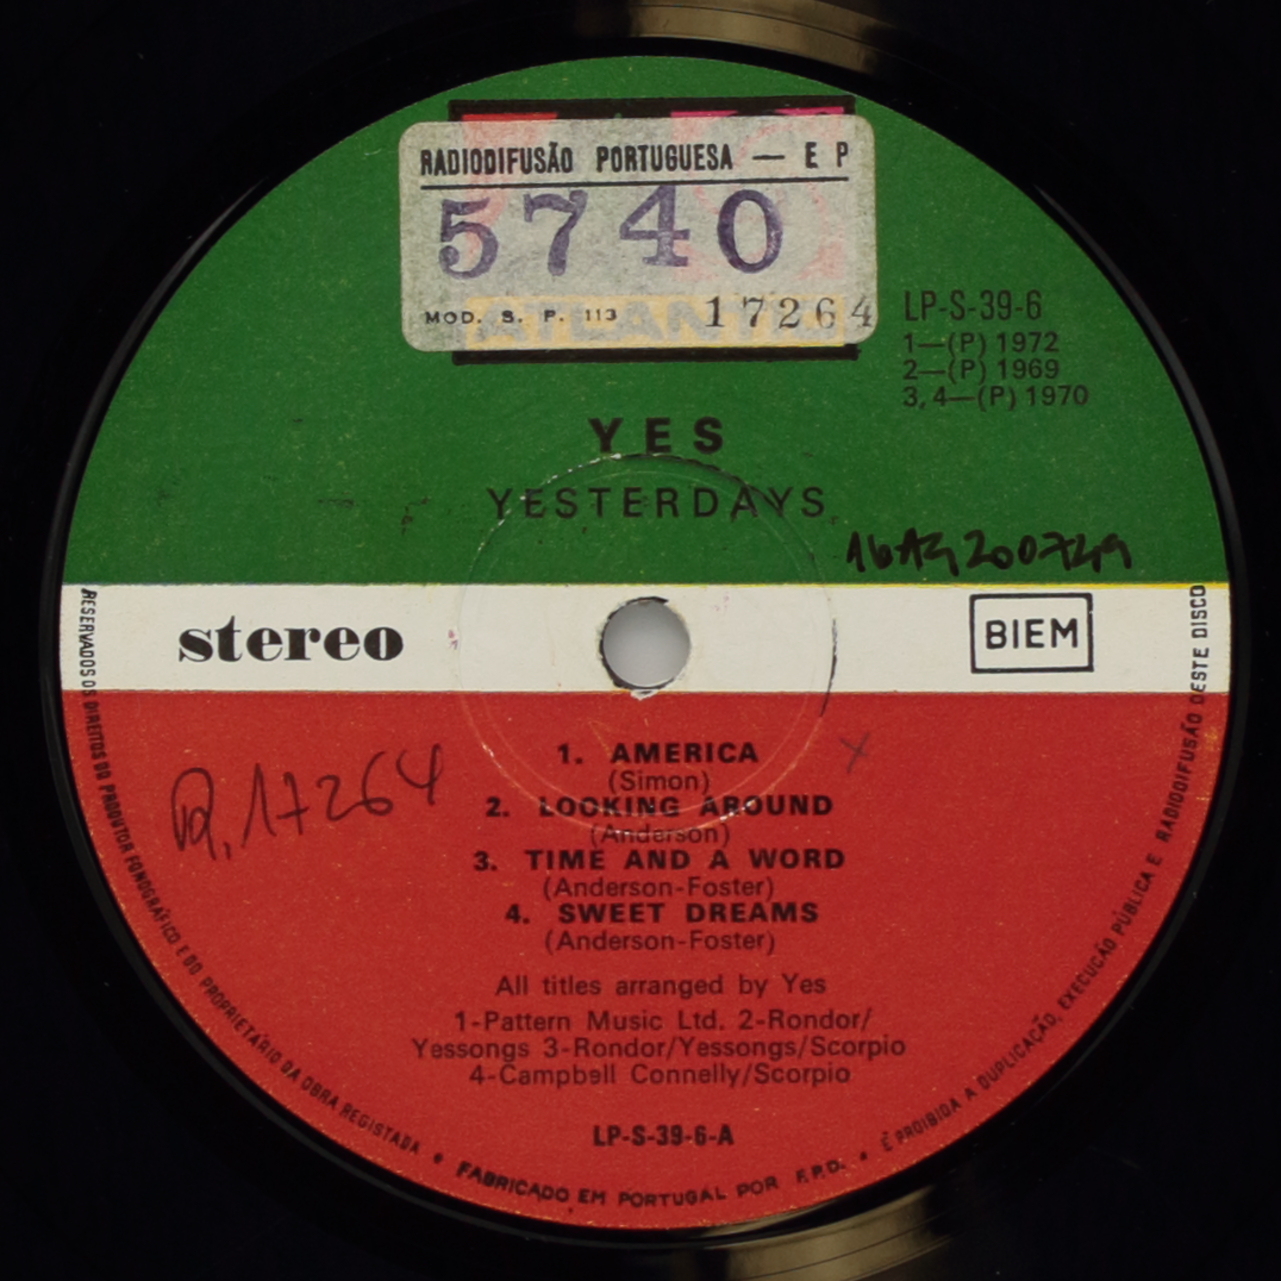 RADIODIFUSÃO PORTUGUESA — E P
5740
MOD. S. P. 113 17264
ATLANTIC
LP-S-39-6
1—(P) 1972
2—(P) 1969
3, 4—(P) 1970
YES
YESTERDAYS
stereo
BIEM
R. 17264
1. AMERICA
(Simon)
2. LOOKING AROUND
(Anderson)
3. TIME AND A WORD
(Anderson-Foster)
4. SWEET DREAMS
(Anderson-Foster)
All titles arranged by Yes
1-Pattern Music Ltd. 2-Rondor/
Yessongs 3-Rondor/Yessongs/Scorpio
4-Campbell Connelly/Scorpio
LP-S-39-6-A
RESERVADOS OS DIREITOS DO PRODUTOR FONOGRÁFICO E DO PROPRIETÁRIO DA OBRA REGISTADA • FABRICADO EM PORTUGAL POR F.P.D. • É PROIBIDA A DUPLICAÇÃO, EXECUÇÃO PÚBLICA E RADIODIFUSÃO DESTE DISCO